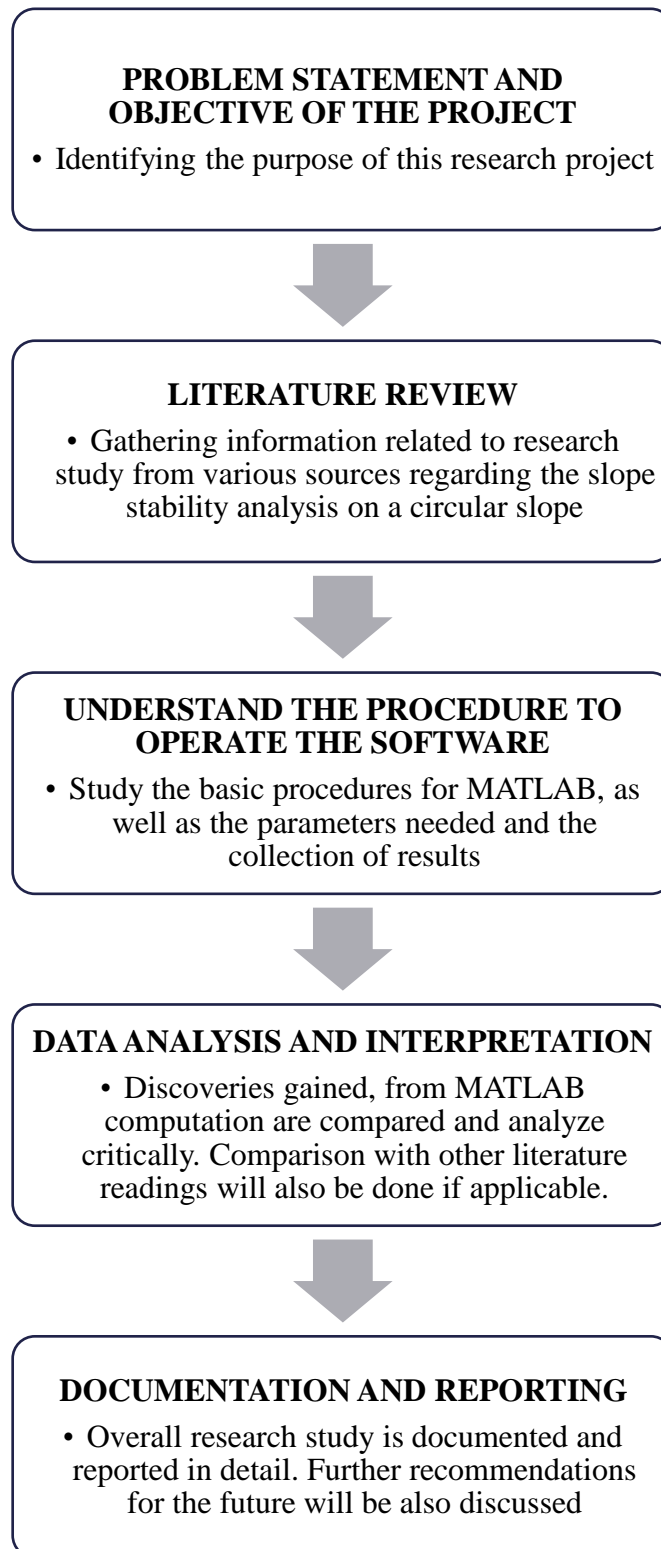 PROBLEM STATEMENT AND
OBJECTIVE OF THE PROJECT
• Identifying the purpose of this research project
LITERATURE REVIEW
• Gathering information related to research
study from various sources regarding the slope
stability analysis on a circular slope
UNDERSTAND THE PROCEDURE TO
OPERATE THE SOFTWARE
• Study the basic procedures for MATLAB, as
well as the parameters needed and the
collection of results
DATA ANALYSIS AND INTERPRETATION
• Discoveries gained, from MATLAB
computation are compared and analyze
critically. Comparison with other literature
readings will also be done if applicable.
DOCUMENTATION AND REPORTING
• Overall research study is documented and
reported in detail. Further recommendations
for the future will be also discussed